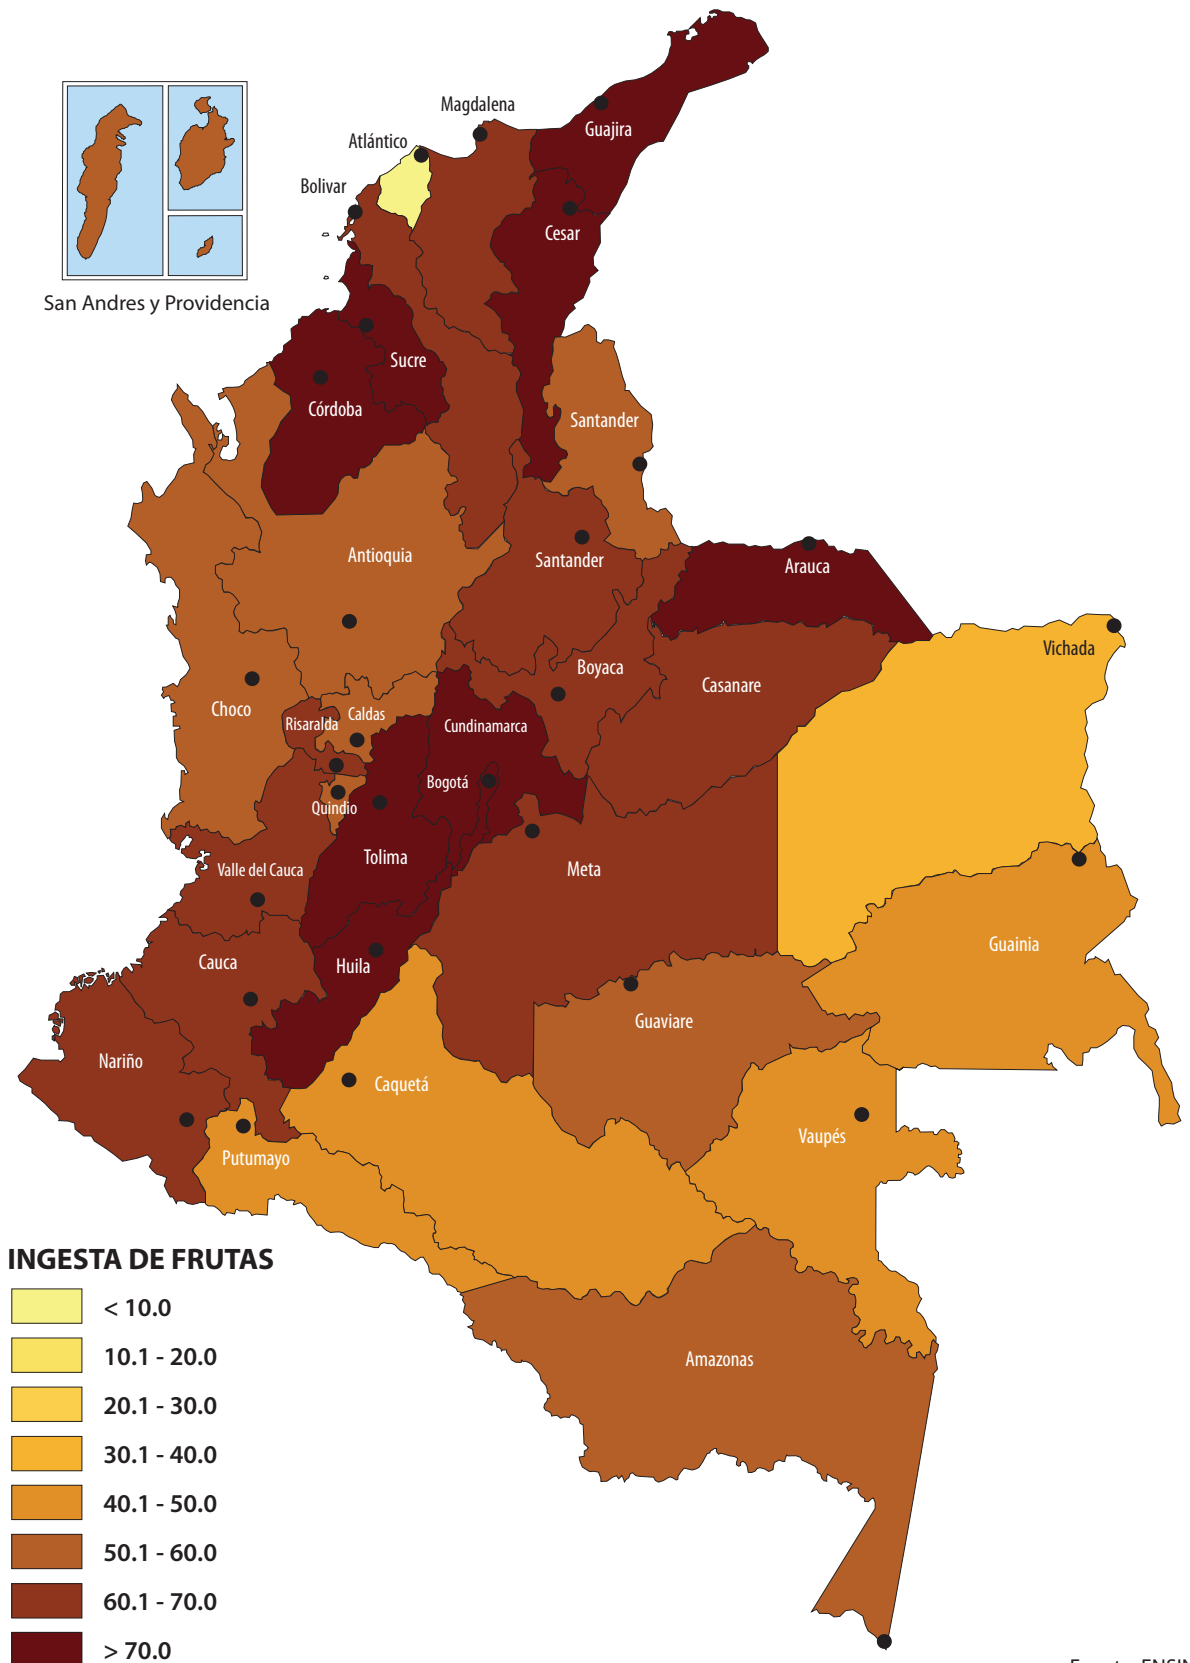 Magdalena
Guajira
Atlántico
Bolivar
Cesar
San Andres y Providencia
Sucre
Córdoba
Santander
Antioquia
Santander
Arauca
Vichada
Boyaca
Casanare
Choco
Risaralda
Caldas
Cundinamarca
Bogotá
Quindio
Tolima
Meta
Valle del Cauca
Guainia
Cauca
Huila
Guaviare
Nariño
Caquetá
Vaupés
Putumayo
INGESTA DE FRUTAS
< 10.0
10.1 - 20.0
20.1 - 30.0
30.1 - 40.0
40.1 - 50.0
50.1 - 60.0
60.1 - 70.0
> 70.0
Amazonas